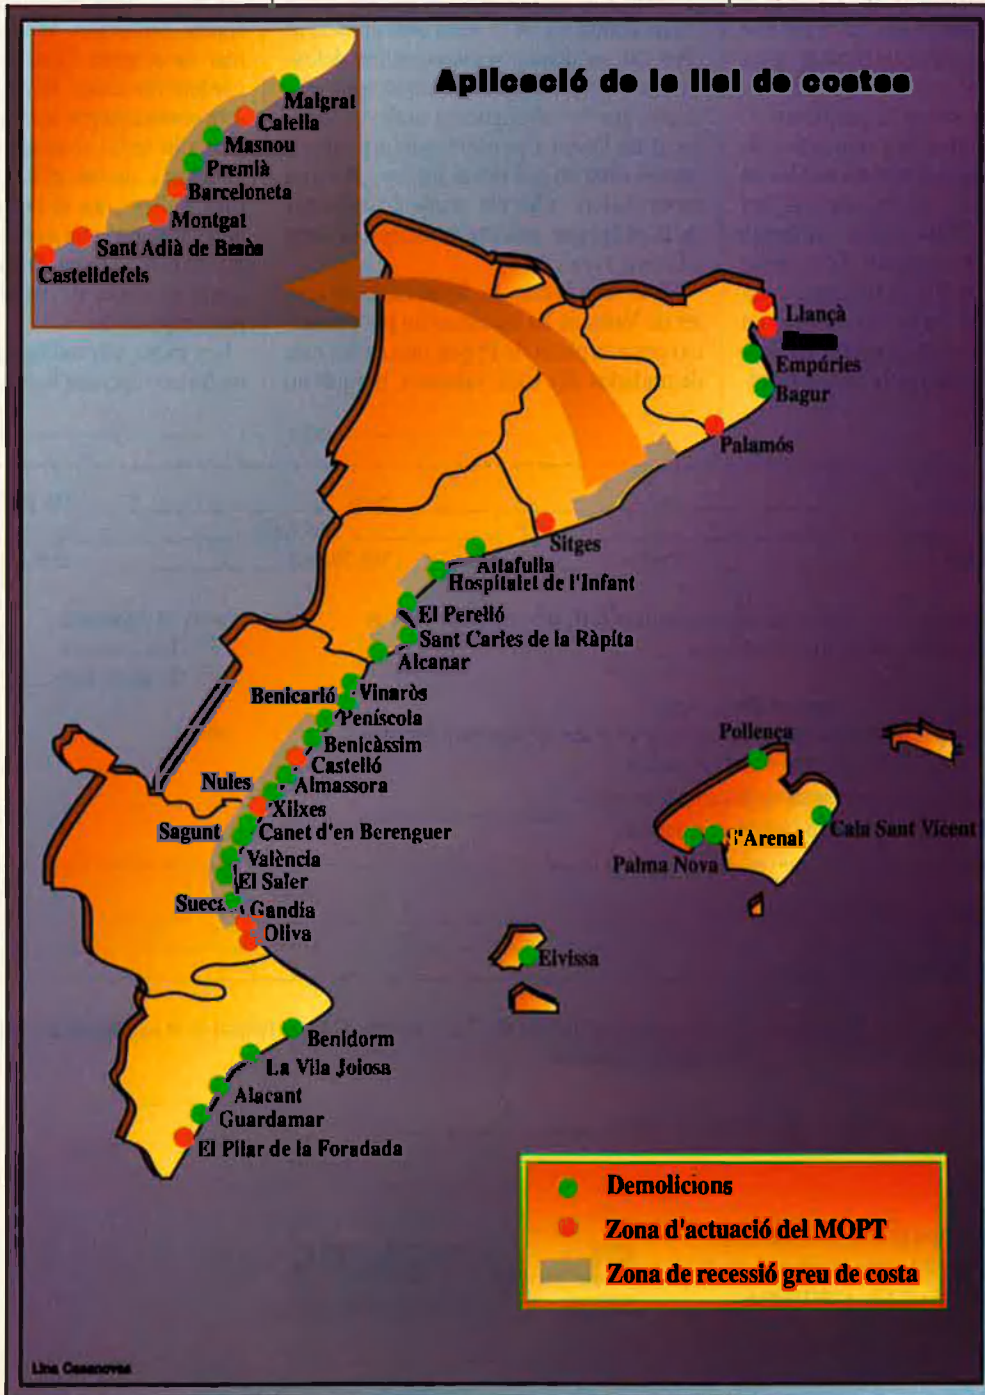 Aplicació de la llei de costes
Malgrat
Calella
Masnou
Premià
Barceloneta
Montgat
Sant Adià de Besòs
Castelldefels
Llançà
Empúries
Bagur
Palamós
Sitges
Altafulla
Hospitalet de l'Infant
El Perelló
Sant Carles de la Ràpita
Alcanar
Vinaròs
Benicarló
Peníscola
Benicàssim
Castelló
Almassora
Nules
Xilxes
Sagunt
Canet d'en Berenguer
València
El Saler
Sueca
Gandía
Oliva
Pollença
Cala Sant Vicent
S'Arenal
Palma Nova
Eivissa
Benidorm
La Vila Joiosa
Alacant
Guardamar
El Pilar de la Foradada
Demolicions
Zona d'actuació del MOPT
Zona de recessió greu de costa
Lina Casanovas